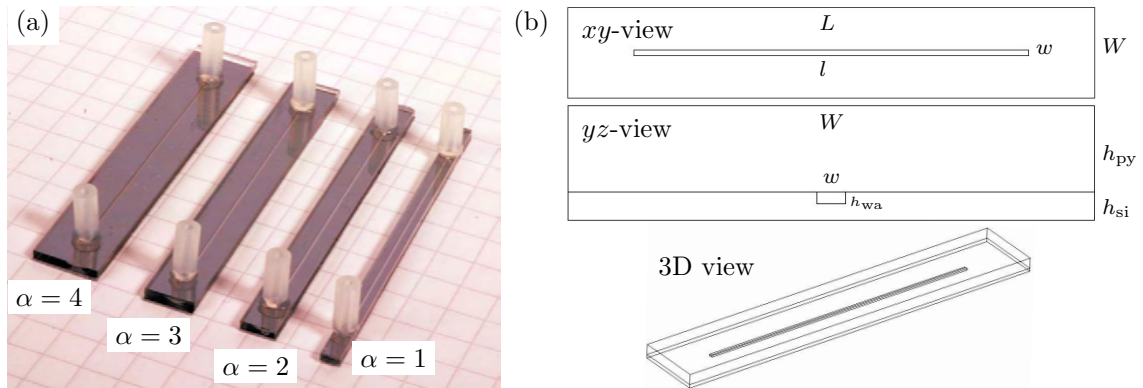 (a)
α = 4
α = 3
α = 2
α = 1
(b)
xy-view
L
l
w
W
yz-view
W
w
h_wa
h_py
h_si
3D view